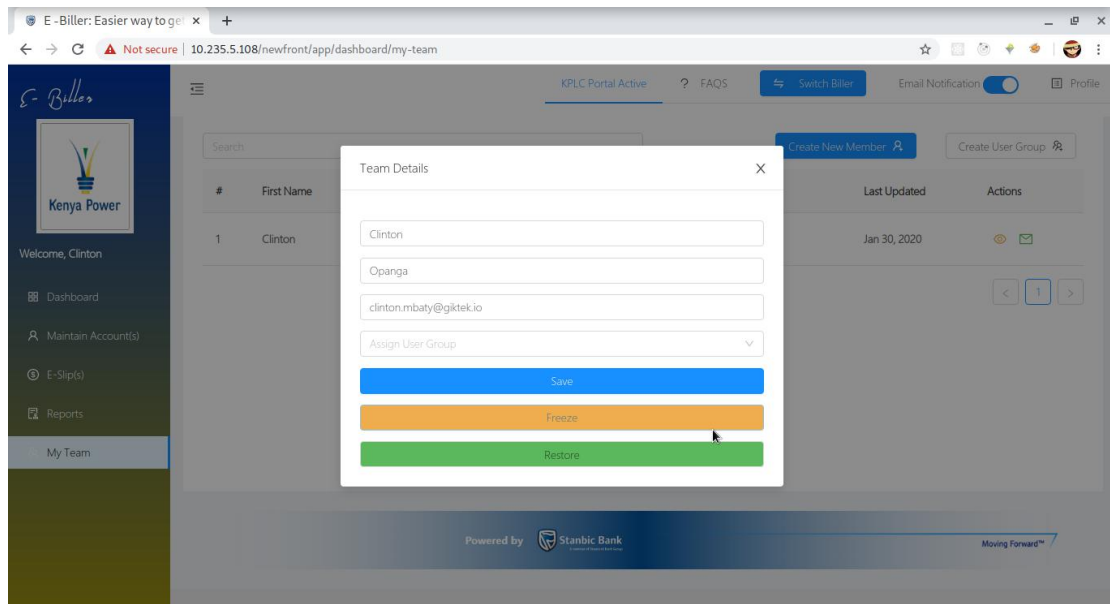 E -Biller: Easier way to ge
Not secure | 10.235.5.108/newfront/app/dashboard/my-team
E- Biller
KPLC Portal Active
? FAQS
Switch Biller
Email Notification
Profile
Kenya Power
Welcome, Clinton
Dashboard
Maintain Account(s)
E-Slip(s)
Reports
My Team
Search
Create New Member
Create User Group
# First Name Last Updated Actions
1 Clinton Jan 30, 2020
< 1 >
Team Details X
Clinton
Opanga
clinton.mbaty@giktek.io
Assign User Group
Save
Freeze
Restore
Powered by Stanbic Bank
Moving Forward™